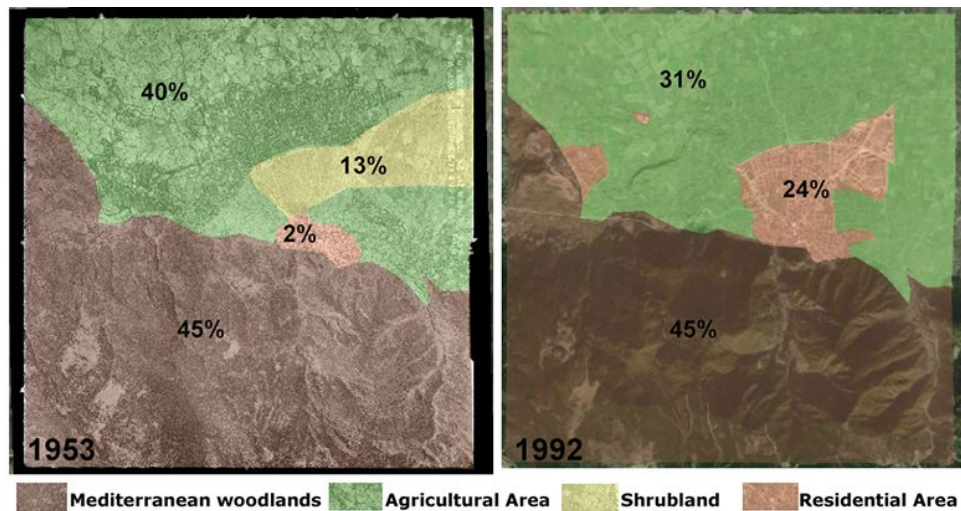 40%
13%
2%
45%
1953
31%
24%
45%
1992
Mediterranean woodlands
Agricultural Area
Shrubland
Residential Area